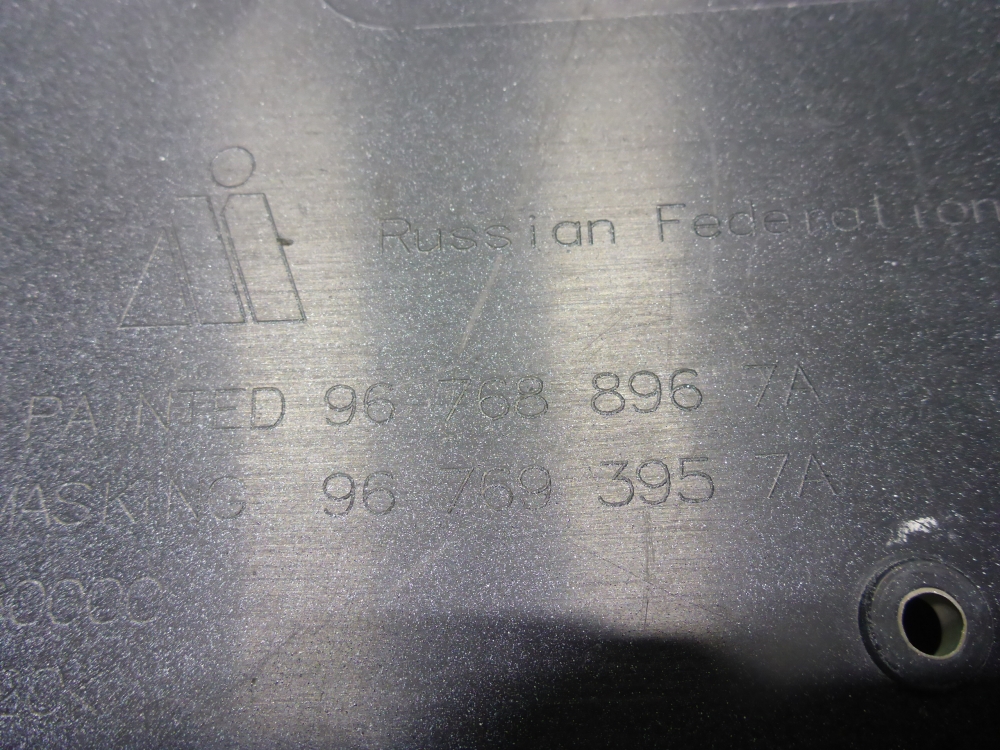 Russian Federation
PAINTED 96 768 896 7A
MASKING 96 769 395 7A